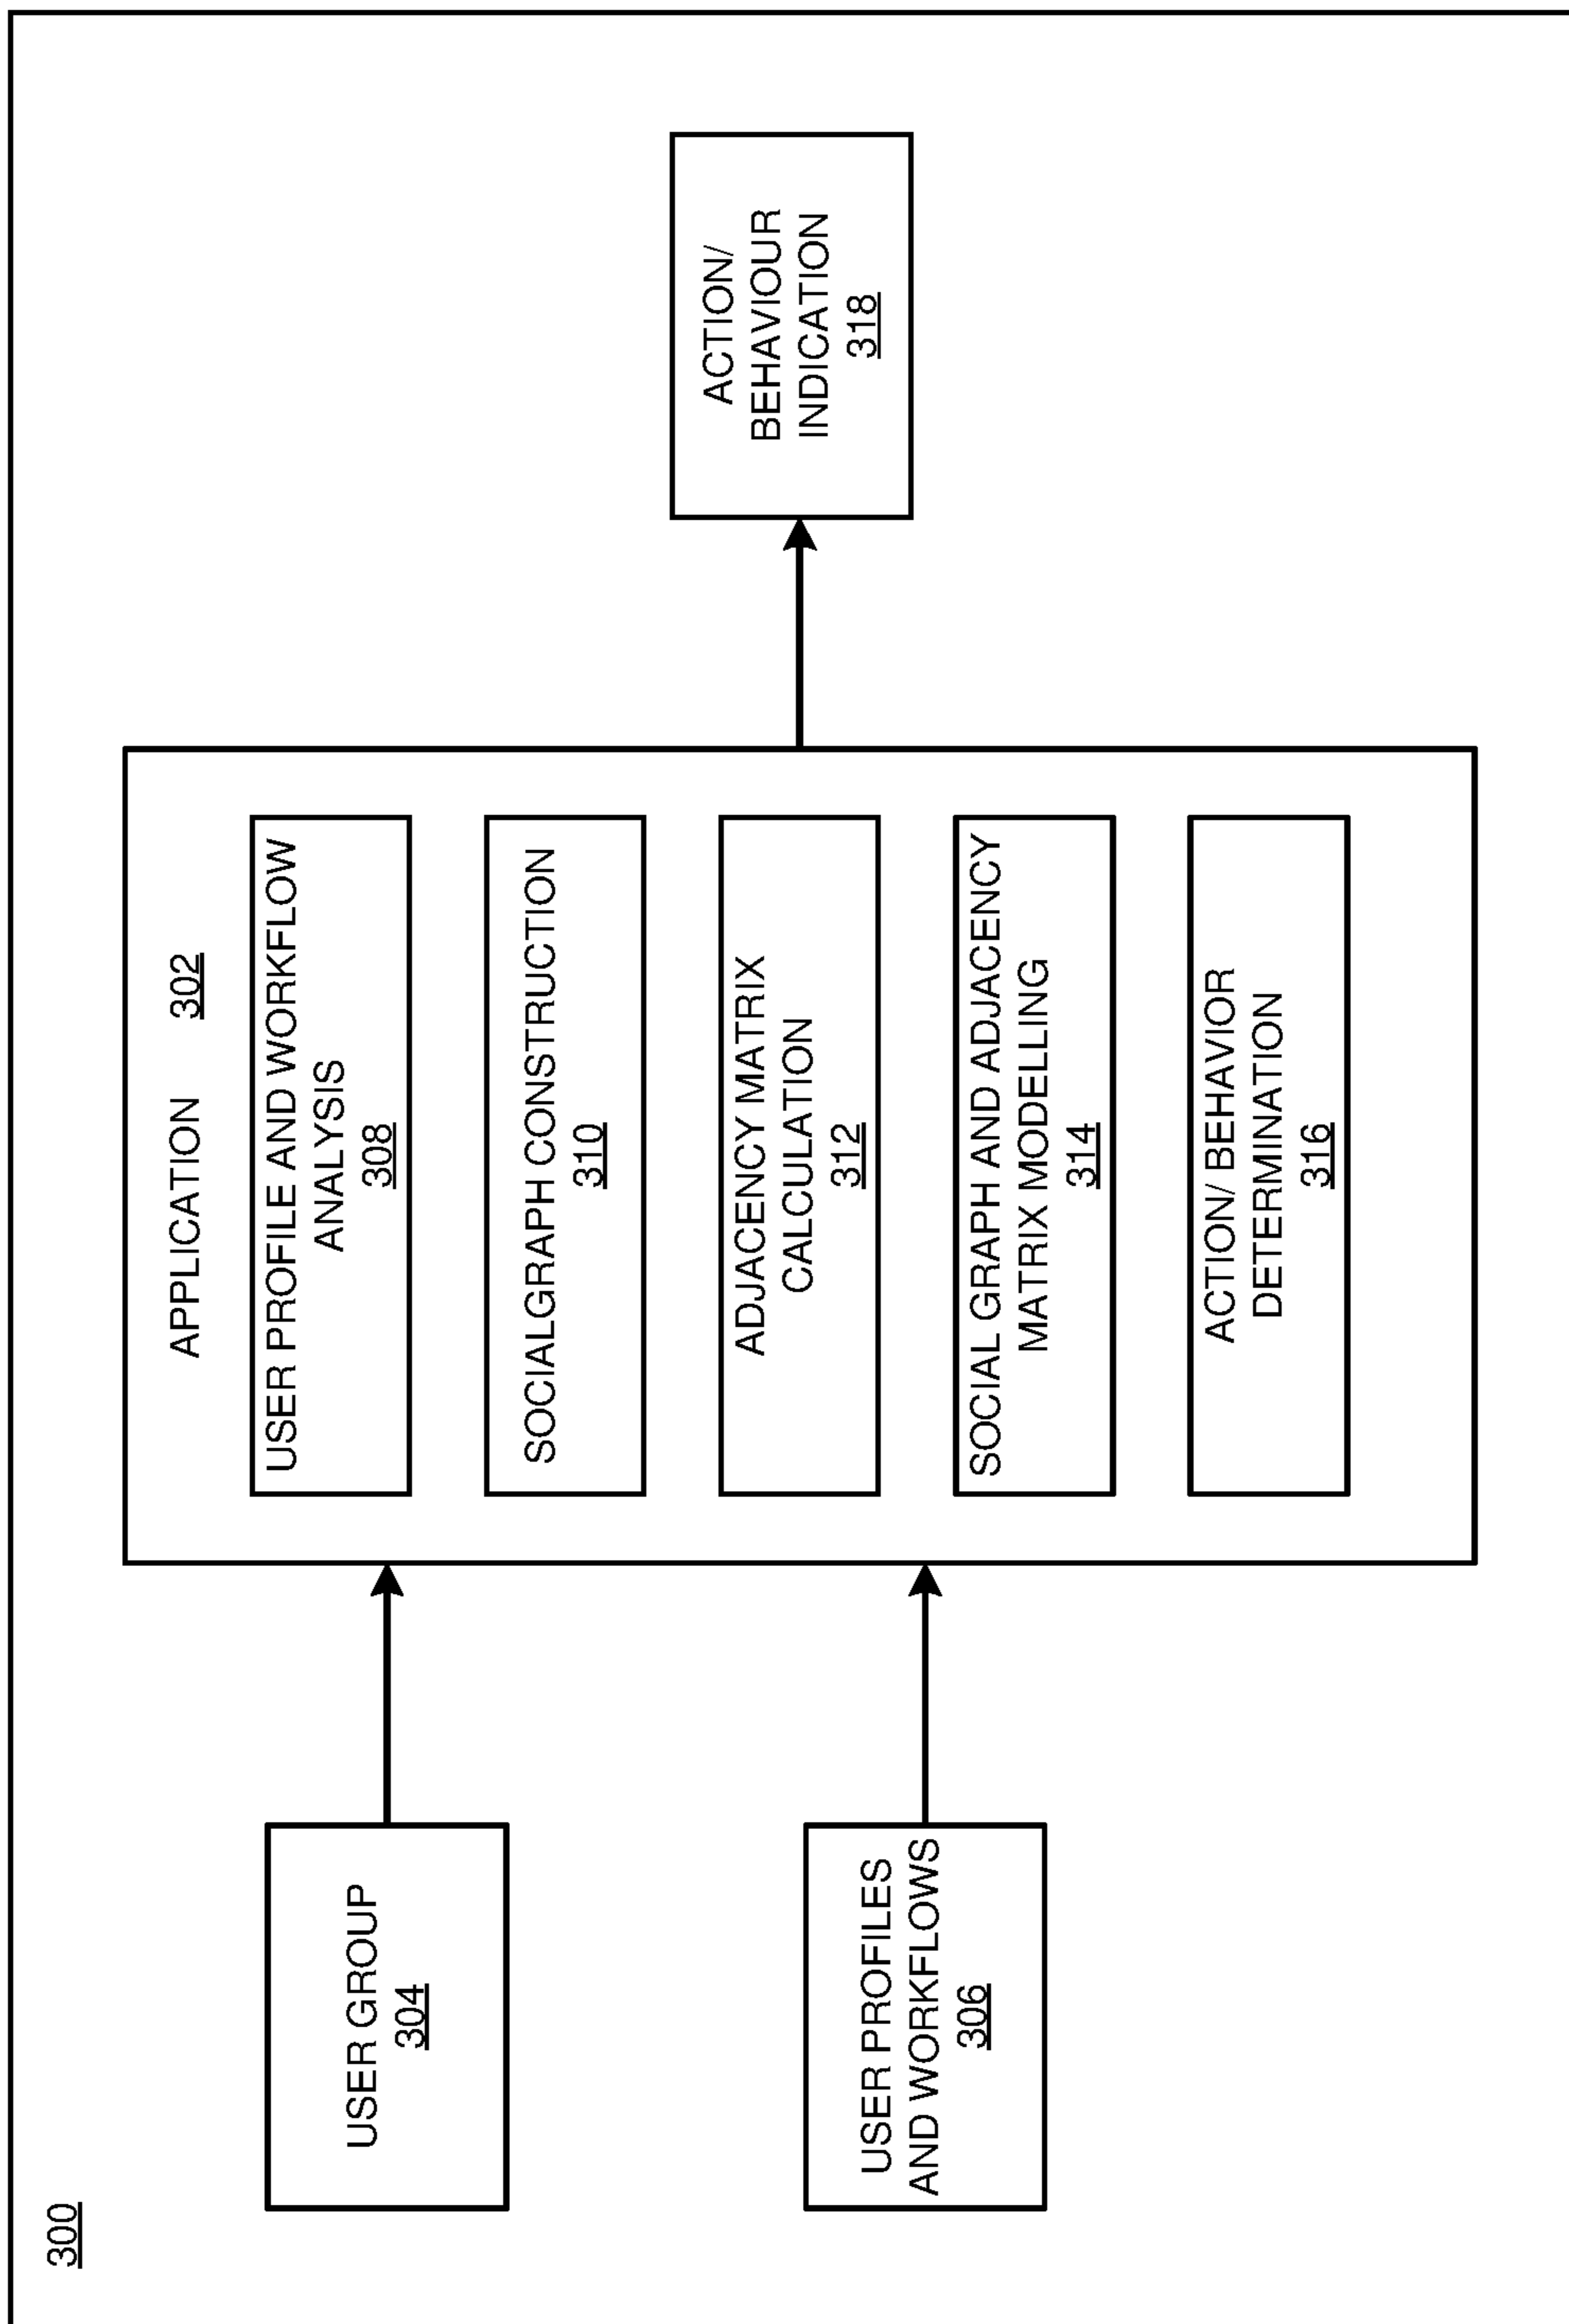 300
USER GROUP
304
USER PROFILES
AND WORKFLOWS
306
APPLICATION 302
USER PROFILE AND WORKFLOW
ANALYSIS
308
SOCIALGRAPH CONSTRUCTION
310
ADJACENCY MATRIX
CALCULATION
312
SOCIAL GRAPH AND ADJACENCY
MATRIX MODELLING
314
ACTION/ BEHAVIOR
DETERMINATION
316
ACTION/
BEHAVIOUR
INDICATION
318